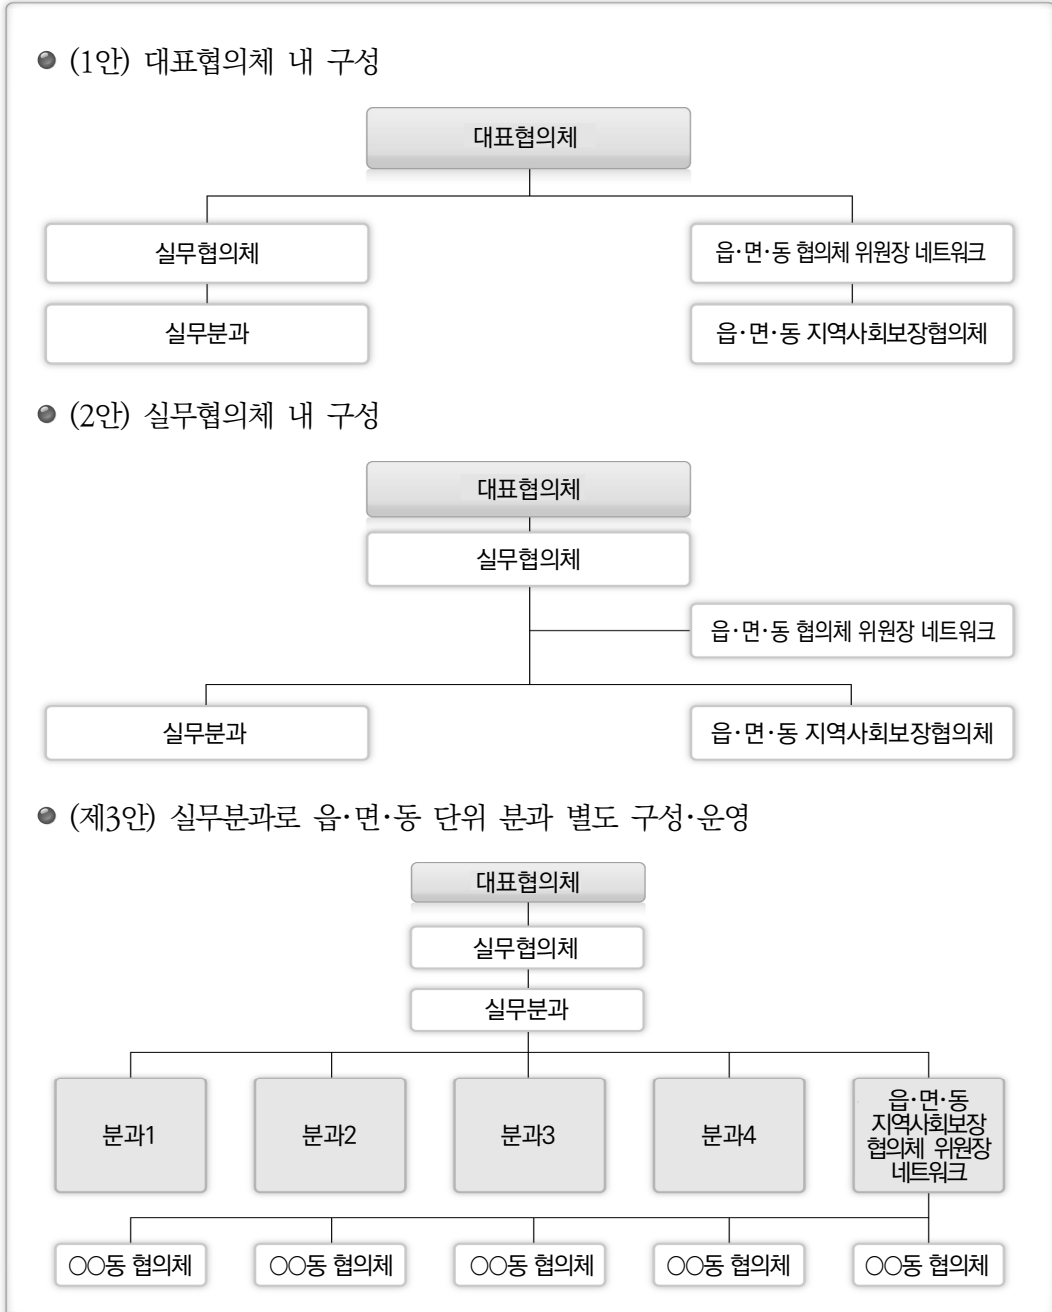 (1안) 대표협의체 내 구성
대표협의체
실무협의체
읍·면·동 협의체 위원장 네트워크
실무분과
읍·면·동 지역사회보장협의체
(2안) 실무협의체 내 구성
대표협의체
실무협의체
읍·면·동 협의체 위원장 네트워크
실무분과
읍·면·동 지역사회보장협의체
(제3안) 실무분과로 읍·면·동 단위 분과 별도 구성·운영
대표협의체
실무협의체
실무분과
분과1
분과2
분과3
분과4
읍·면·동
지역사회보장
협의체 위원장
네트워크
○○동 협의체
○○동 협의체
○○동 협의체
○○동 협의체
○○동 협의체